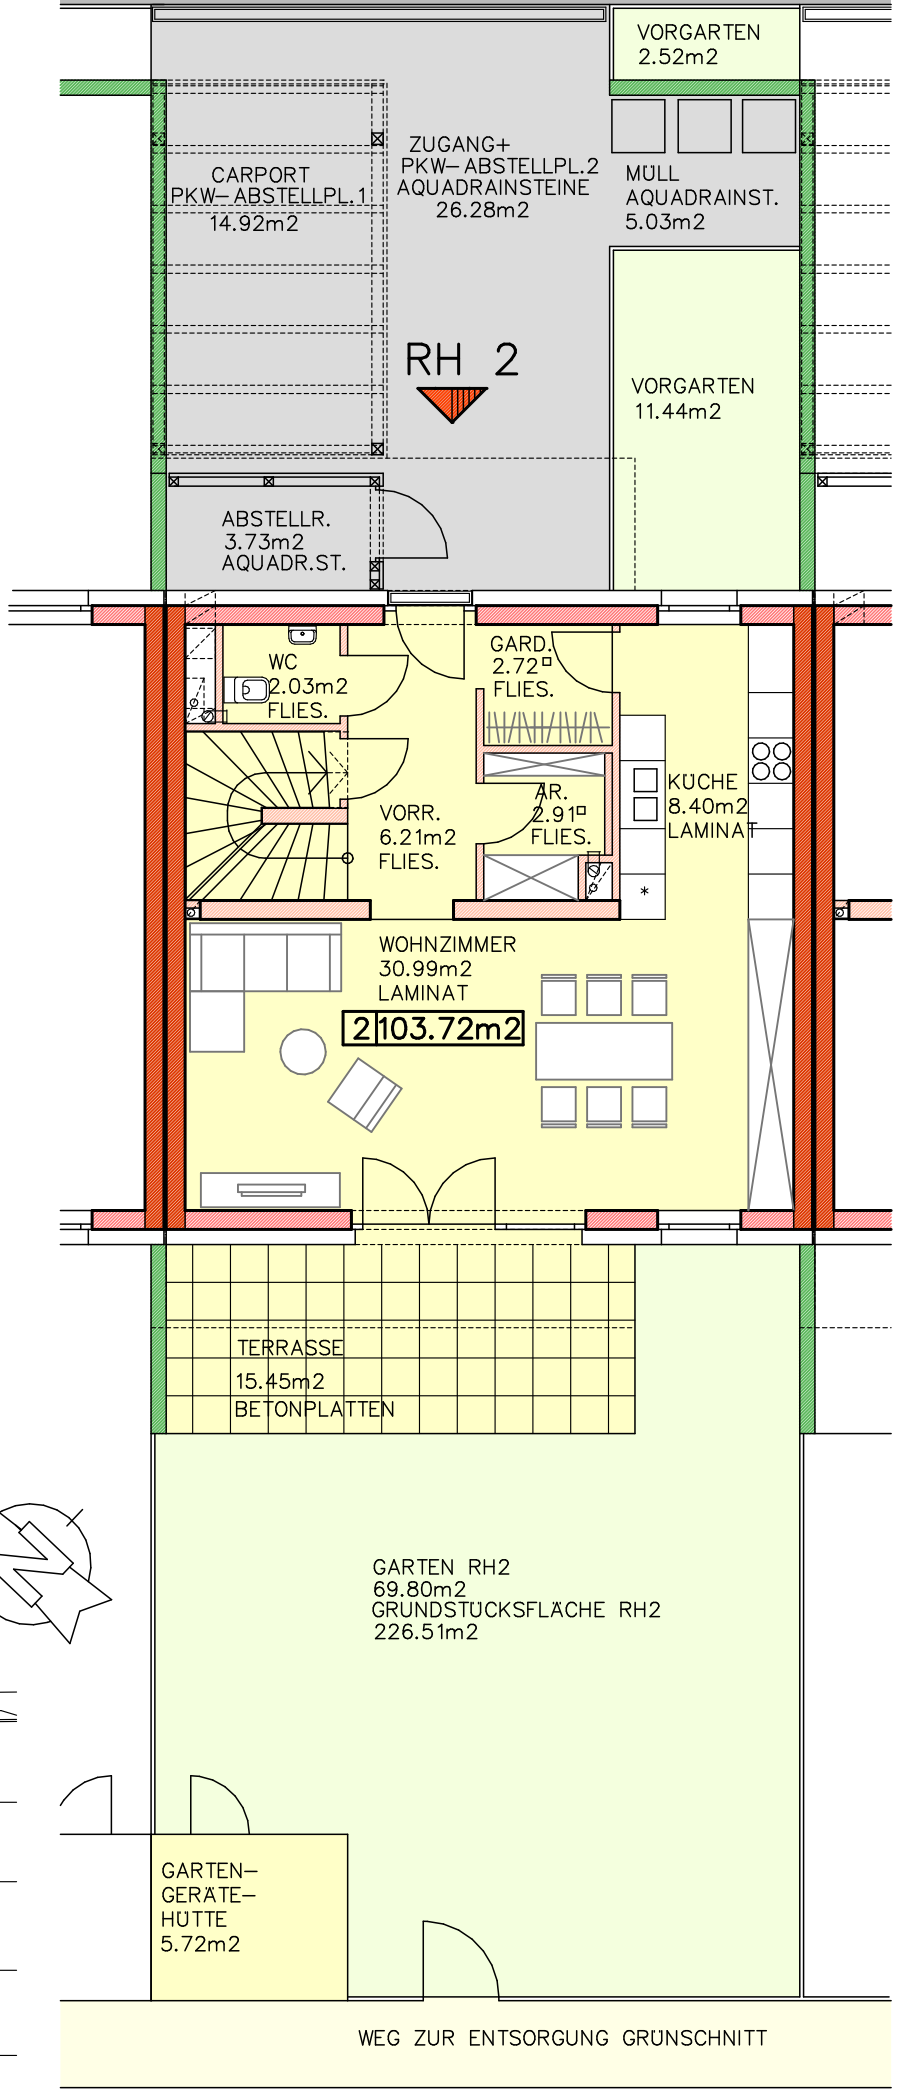 VORGARTEN
2.52m2
ZUGANG+
PKW-ABSTELLPL.2
AQUADRAINSTEINE
26.28m2
CARPORT
PKW-ABSTELLPL.1
14.92m2
MÜLL
AQUADRAINST.
5.03m2
RH 2
VORGARTEN
11.44m2
ABSTELLR.
3.73m2
AQUADR.ST.
WC
2.03m2
FLIES.
GARD.
2.72□
FLIES.
KÜCHE
8.40m2
LAMINAT
AR.
2.91□
FLIES.
VORR.
6.21m2
FLIES.
*
WOHNZIMMER
30.99m2
LAMINAT
2 103.72m2
TERRASSE
15.45m2
BETONPLATTEN
N
GARTEN RH2
69.80m2
GRUNDSTÜCKSFLÄCHE RH2
226.51m2
GARTEN-
GERÄTE-
HÜTTE
5.72m2
WEG ZUR ENTSORGUNG GRÜNSCHNITT